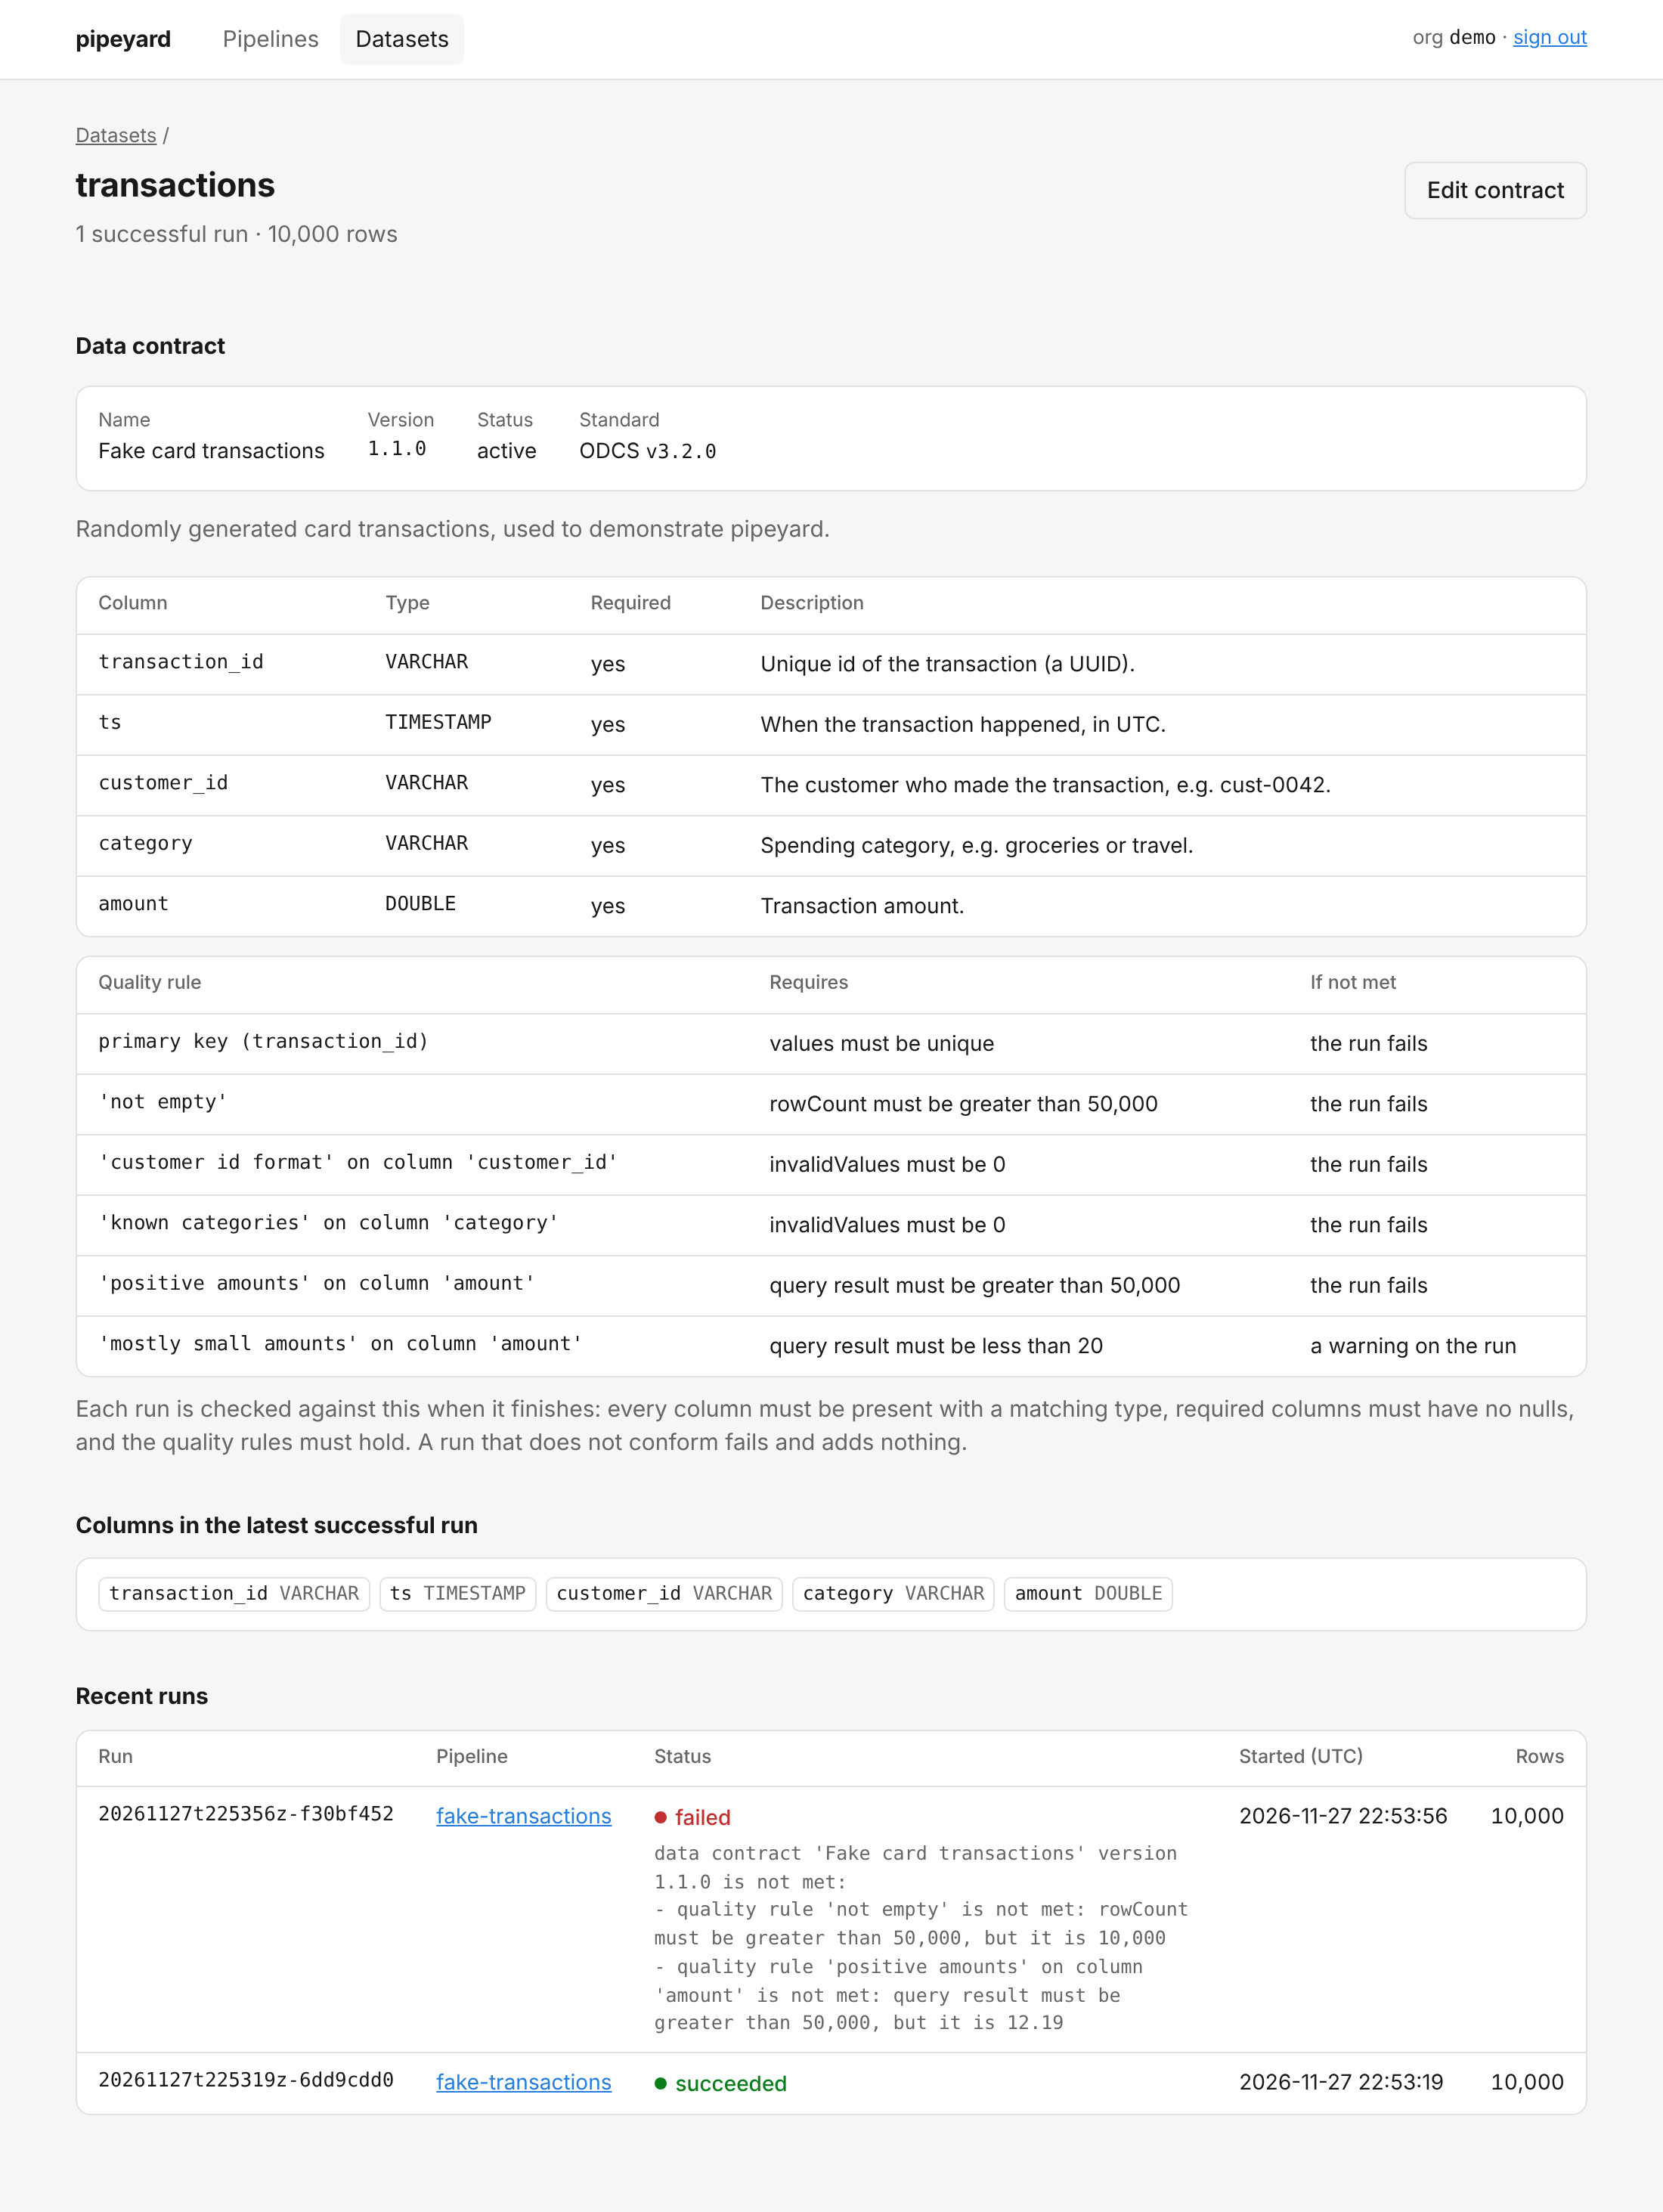 pipeyard Pipelines Datasets org demo · sign out
Datasets /
transactions
Edit contract
1 successful run · 10,000 rows
Data contract
Name Version Status Standard
Fake card transactions 1.1.0 active ODCS v3.2.0
Randomly generated card transactions, used to demonstrate pipeyard.
Column Type Required Description
transaction_id VARCHAR yes Unique id of the transaction (a UUID).
ts TIMESTAMP yes When the transaction happened, in UTC.
customer_id VARCHAR yes The customer who made the transaction, e.g. cust-0042.
category VARCHAR yes Spending category, e.g. groceries or travel.
amount DOUBLE yes Transaction amount.
Quality rule Requires If not met
primary key (transaction_id) values must be unique the run fails
'not empty' rowCount must be greater than 50,000 the run fails
'customer id format' on column 'customer_id' invalidValues must be 0 the run fails
'known categories' on column 'category' invalidValues must be 0 the run fails
'positive amounts' on column 'amount' query result must be greater than 50,000 the run fails
'mostly small amounts' on column 'amount' query result must be less than 20 a warning on the run
Each run is checked against this when it finishes: every column must be present with a matching type, required columns must have no nulls,
and the quality rules must hold. A run that does not conform fails and adds nothing.
Columns in the latest successful run
transaction_id VARCHAR ts TIMESTAMP customer_id VARCHAR category VARCHAR amount DOUBLE
Recent runs
Run Pipeline Status Started (UTC) Rows
20261127t225356z-f30bf452 fake-transactions failed 2026-11-27 22:53:56 10,000
data contract 'Fake card transactions' version
1.1.0 is not met:
- quality rule 'not empty' is not met: rowCount
must be greater than 50,000, but it is 10,000
- quality rule 'positive amounts' on column
'amount' is not met: query result must be
greater than 50,000, but it is 12.19
20261127t225319z-6dd9cdd0 fake-transactions succeeded 2026-11-27 22:53:19 10,000